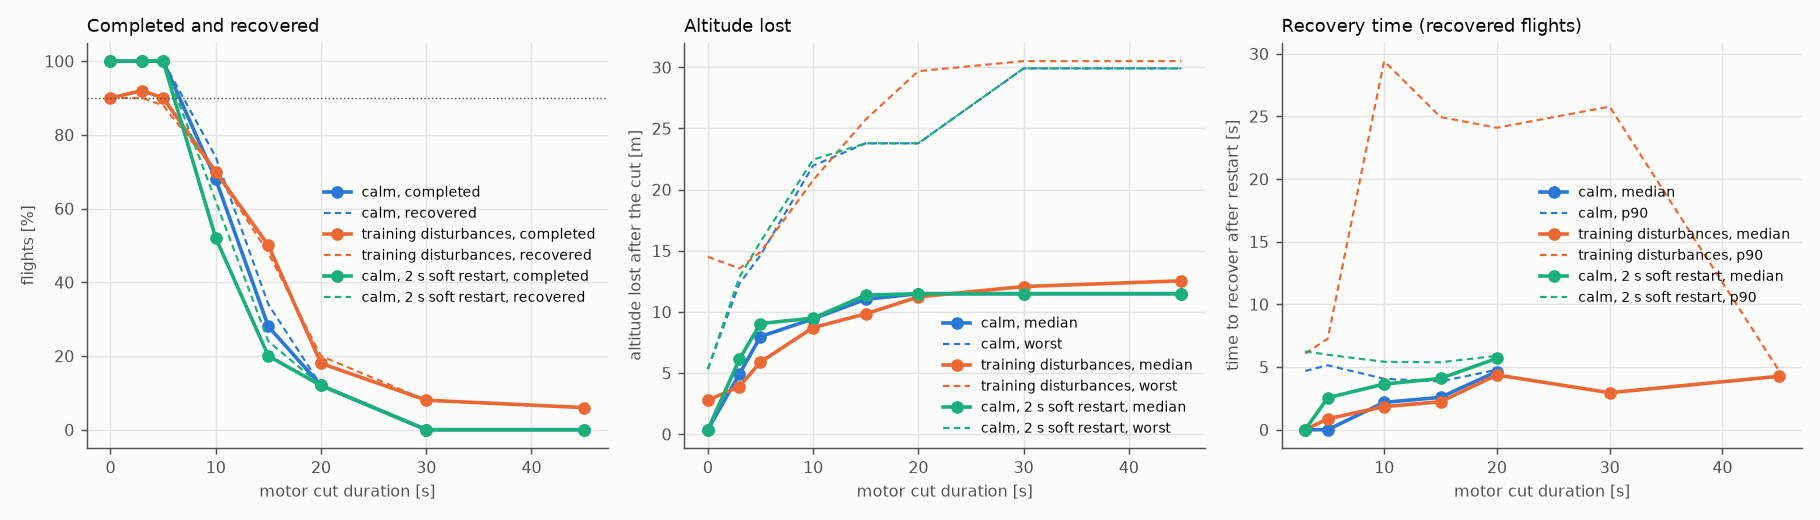 Completed and recovered
flights [%]
100
80
60
40
20
0
calm, completed
calm, recovered
training disturbances, completed
training disturbances, recovered
calm, 2 s soft restart, completed
calm, 2 s soft restart, recovered
0
10
20
30
40
motor cut duration [s]
Altitude lost
altitude lost after the cut [m]
30
25
20
15
10
5
0
calm, median
calm, worst
training disturbances, median
training disturbances, worst
calm, 2 s soft restart, median
calm, 2 s soft restart, worst
0
10
20
30
40
motor cut duration [s]
Recovery time (recovered flights)
time to recover after restart [s]
30
25
20
15
10
5
0
calm, median
calm, p90
training disturbances, median
training disturbances, p90
calm, 2 s soft restart, median
calm, 2 s soft restart, p90
10
20
30
40
motor cut duration [s]